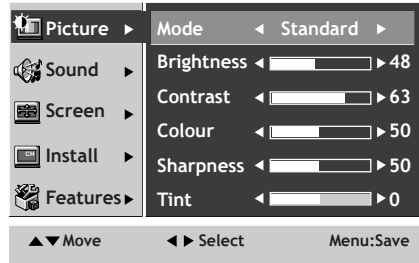 Picture
Sound
Screen
Install
Features
Mode Standard
Brightness 48
Contrast 63
Colour 50
Sharpness 50
Tint 0
CH
Move Select Menu:Save